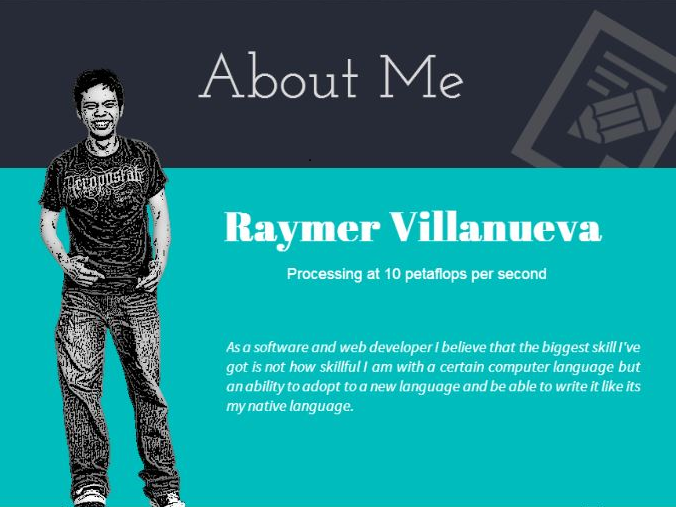 About Me
Aeropostale
Raymer Villanueva
Processing at 10 petaflops per second
As a software and web developer I believe that the biggest skill I've
got is not how skillful I am with a certain computer language but
an ability to adopt to a new language and be able to write it like its
my native language.